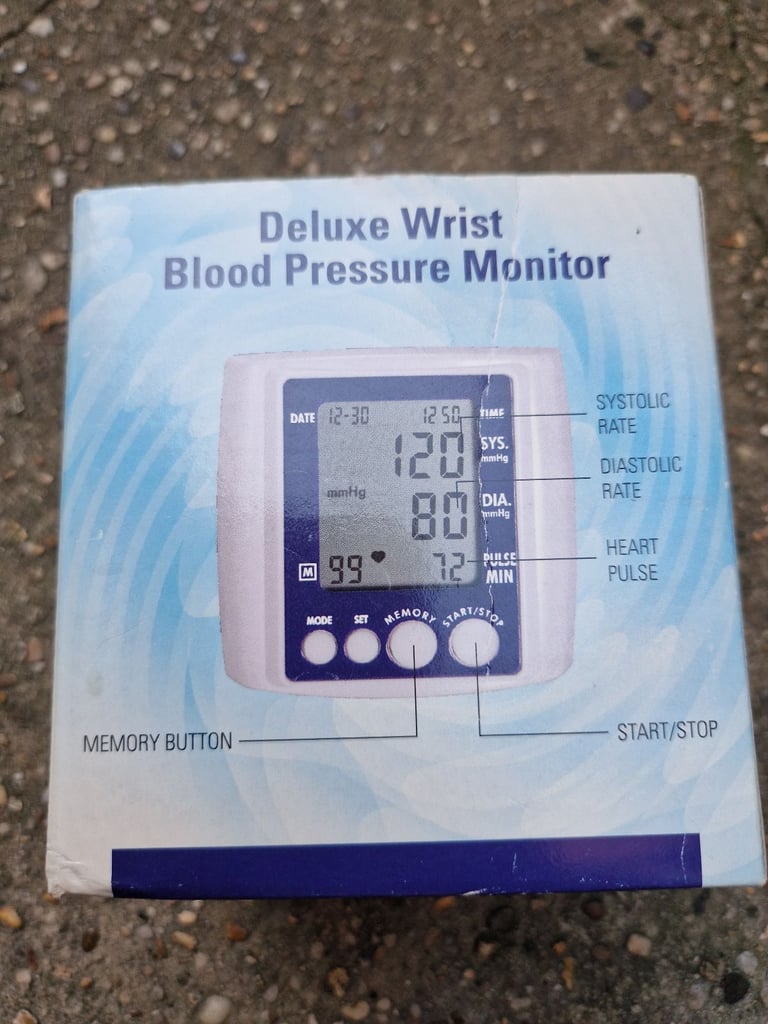 Deluxe Wrist
Blood Pressure Monitor
DATE 12-30 12 50 TIME
SYSTOLIC
RATE
120 SYS.
mmHg
mmHg
DIASTOLIC
RATE
80 DIA.
mmHg
M 99 72 PULSE
MIN
HEART
PULSE
MODE SET MEMORY START/STOP
MEMORY BUTTON
START/STOP